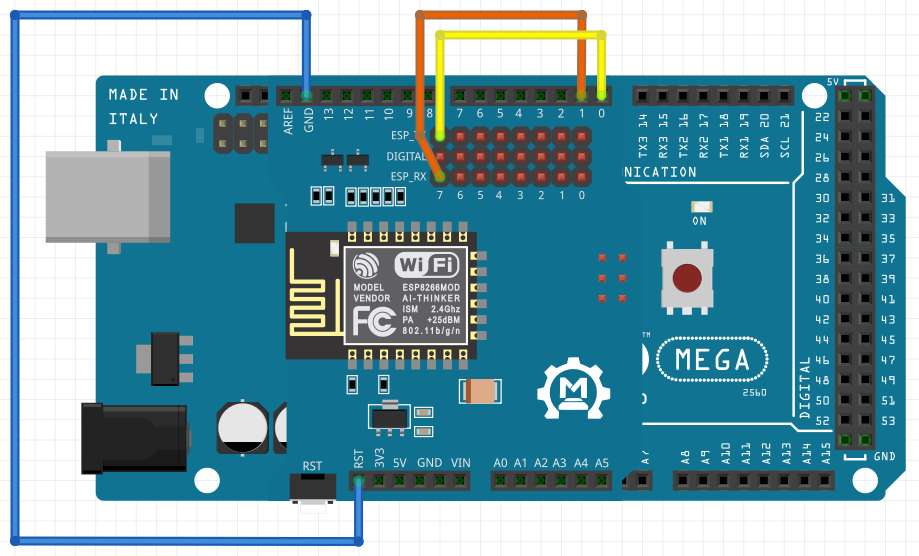 MADE IN
ITALY
AREF
GND
13
12
11
10
9
8
7
6
5
4
3
2
1
0
TX3 14
RX3 15
TX2 16
RX2 17
TX1 18
RX1 19
SDA 20
SCL 21
5V
22
24
26
28
30 31
32 33
34 35
36 37
38 39
40 41
42 43
44 45
46 47
48 49
50 51
52 53
GND
DIGITAL
DIGITAL
ESP_RX
7 6 5 4 3 2 1 0
NICATION
ON
Wi Fi
MODEL ESP8266MOD
VENDOR AI-THINKER
ISM 2.4Ghz
PA +25dBM
802.11b/g/n
FC
TM
MEGA
2560
M
RST
RST
3V3
5V
GND
VIN
A0 A1 A2 A3 A4 A5
A8
A9
A10
A11
A12
A13
A14
A15